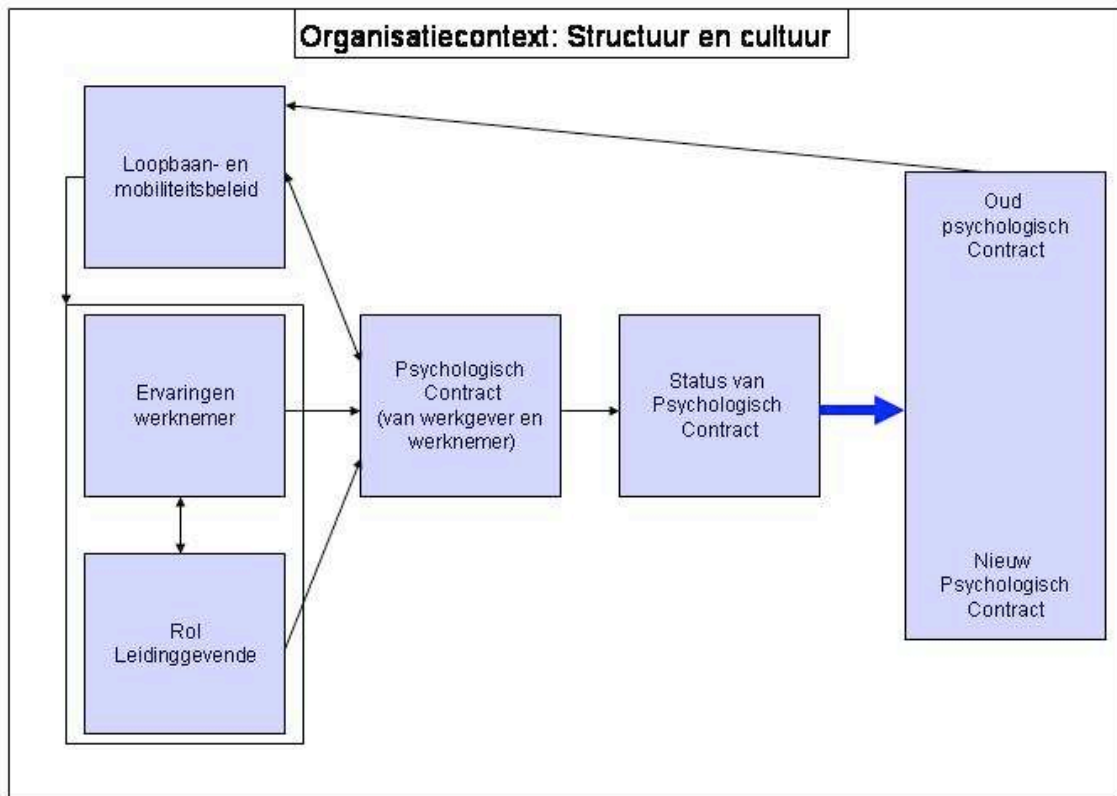 Organisatiecontext: Structuur en cultuur
Loopbaan- en
mobiliteitsbeleid
Oud
psychologisch
Contract
Ervaringen
werknemer
Psychologisch
Contract
(van werkgever en
werknemer)
Status van
Psychologisch
Contract
Nieuw
Psychologisch
Contract
Rol
Leidinggevende